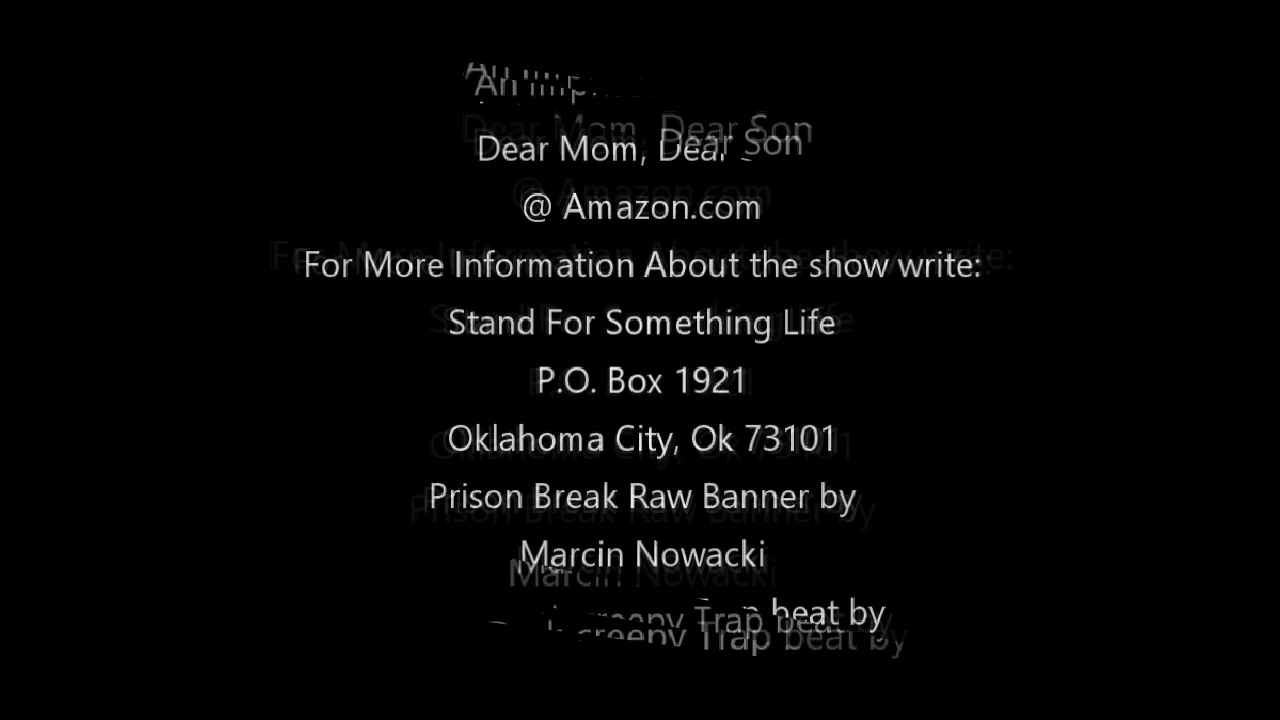 An
Dear Mom, Dear Son
@ Amazon.com
For More Information About the show write:
Stand For Something Life
P.O. Box 1921
Oklahoma City, Ok 73101
Prison Break Raw Banner by
Marcin Nowacki
creepy Trap beat by